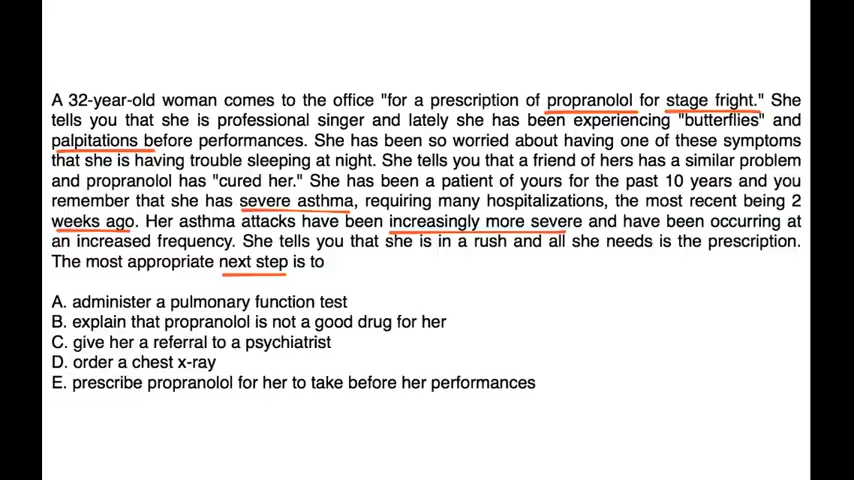 A 32-year-old woman comes to the office "for a prescription of propranolol for stage fright." She
tells you that she is professional singer and lately she has been experiencing "butterflies" and
palpitations before performances. She has been so worried about having one of these symptoms
that she is having trouble sleeping at night. She tells you that a friend of hers has a similar problem
and propranolol has "cured her." She has been a patient of yours for the past 10 years and you
remember that she has severe asthma, requiring many hospitalizations, the most recent being 2
weeks ago. Her asthma attacks have been increasingly more severe and have been occurring at
an increased frequency. She tells you that she is in a rush and all she needs is the prescription.
The most appropriate next step is to
A. administer a pulmonary function test
B. explain that propranolol is not a good drug for her
C. give her a referral to a psychiatrist
D. order a chest x-ray
E. prescribe propranolol for her to take before her performances